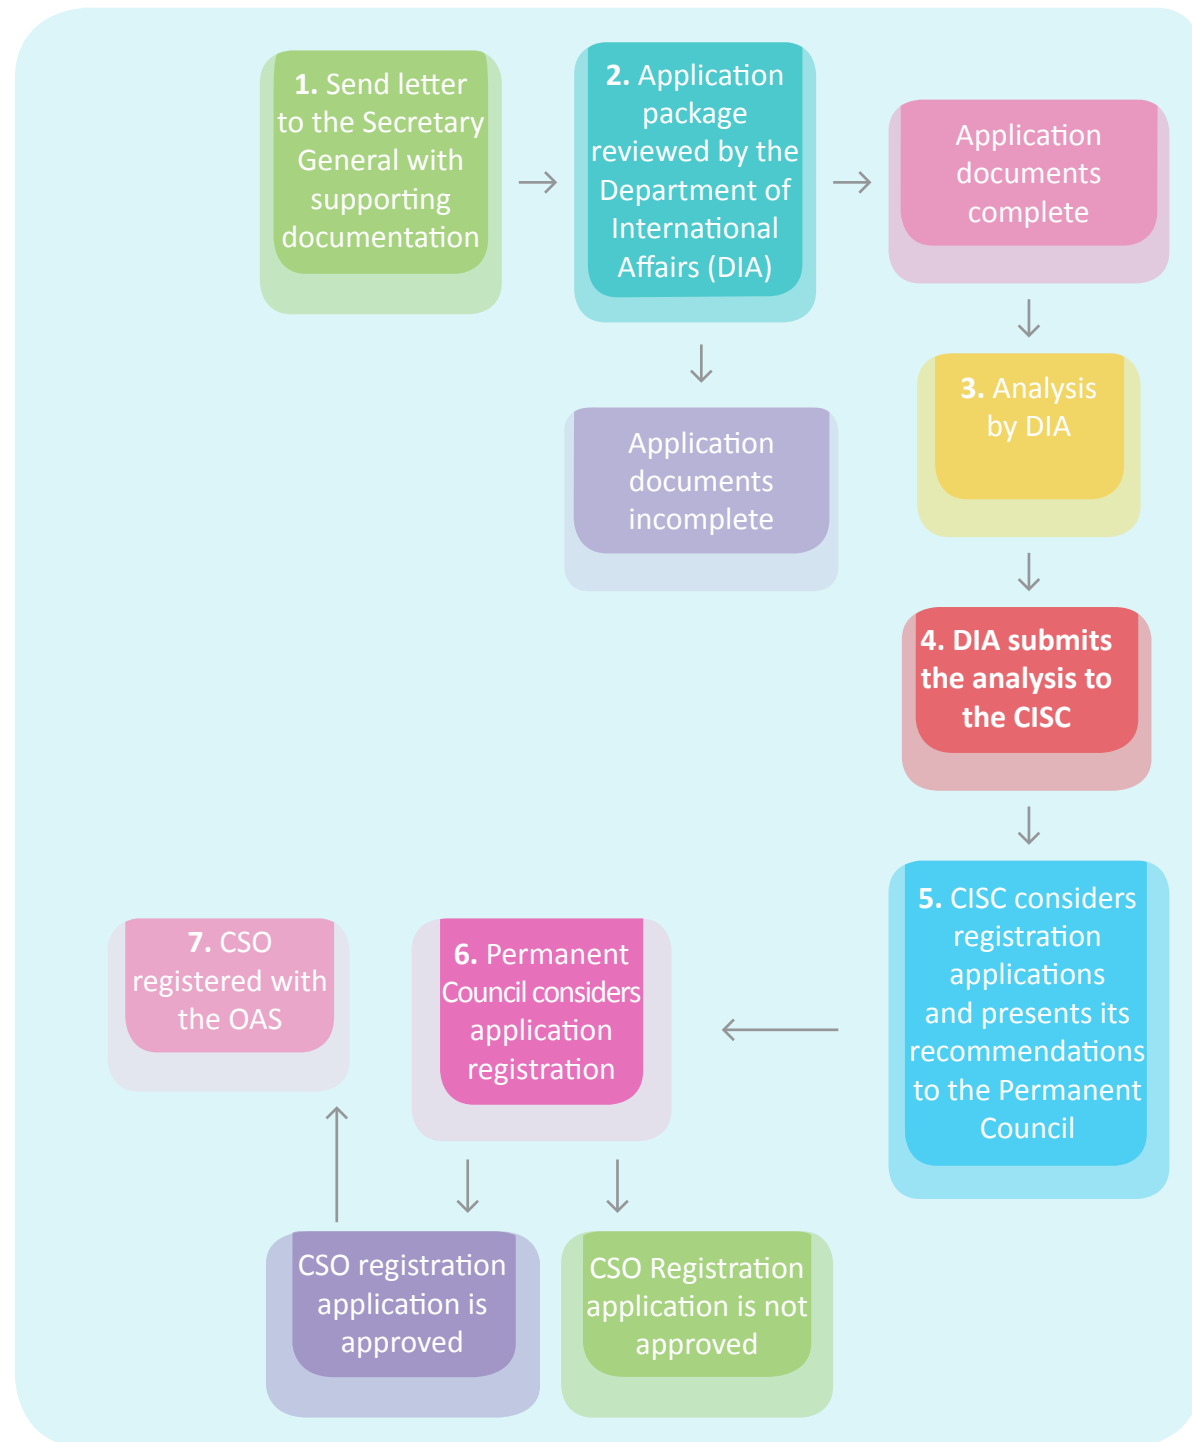 1. Send letter
to the Secretary
General with
supporting
documentation
2. Application
package
reviewed by the
Department of
International
Affairs (DIA)
Application
documents
complete
Application
documents
incomplete
3. Analysis
by DIA
4. DIA submits
the analysis to
the CISC
5. CISC considers
registration
applications
and presents its
recommendations
to the Permanent
Council
6. Permanent
Council considers
application
registration
CSO registration
application is
approved
CSO Registration
application is not
approved
7. CSO
registered with
the OAS